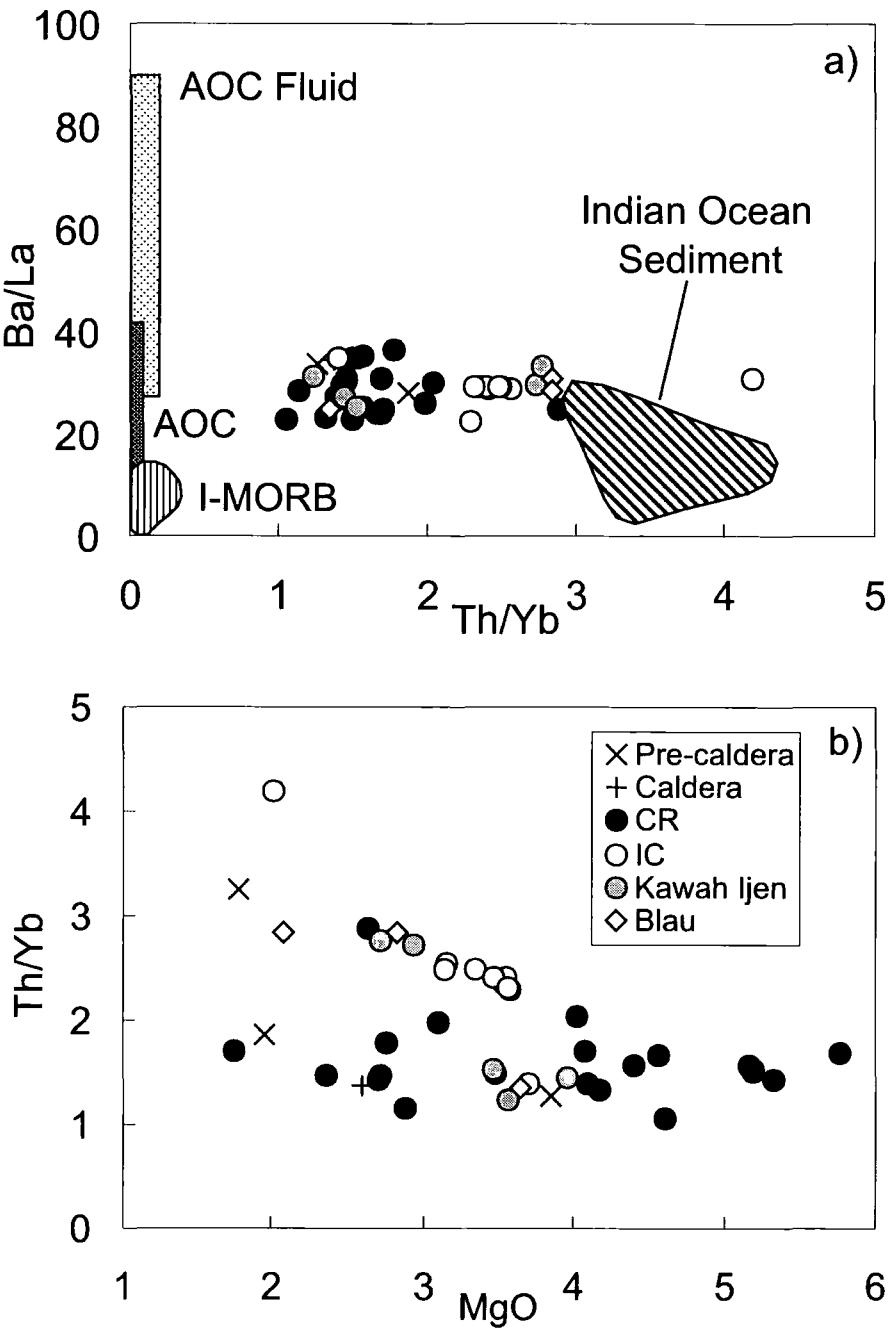 100
80
60
40
20
0
Ba/La
a)
AOC Fluid
Indian Ocean
Sediment
AOC
I-MORB
0 1 2 3 4 5
Th/Yb
5
4
3
2
1
0
Th/Yb
b)
Pre-caldera
Caldera
CR
IC
Kawah Ijen
Blau
1 2 3 4 5 6
MgO